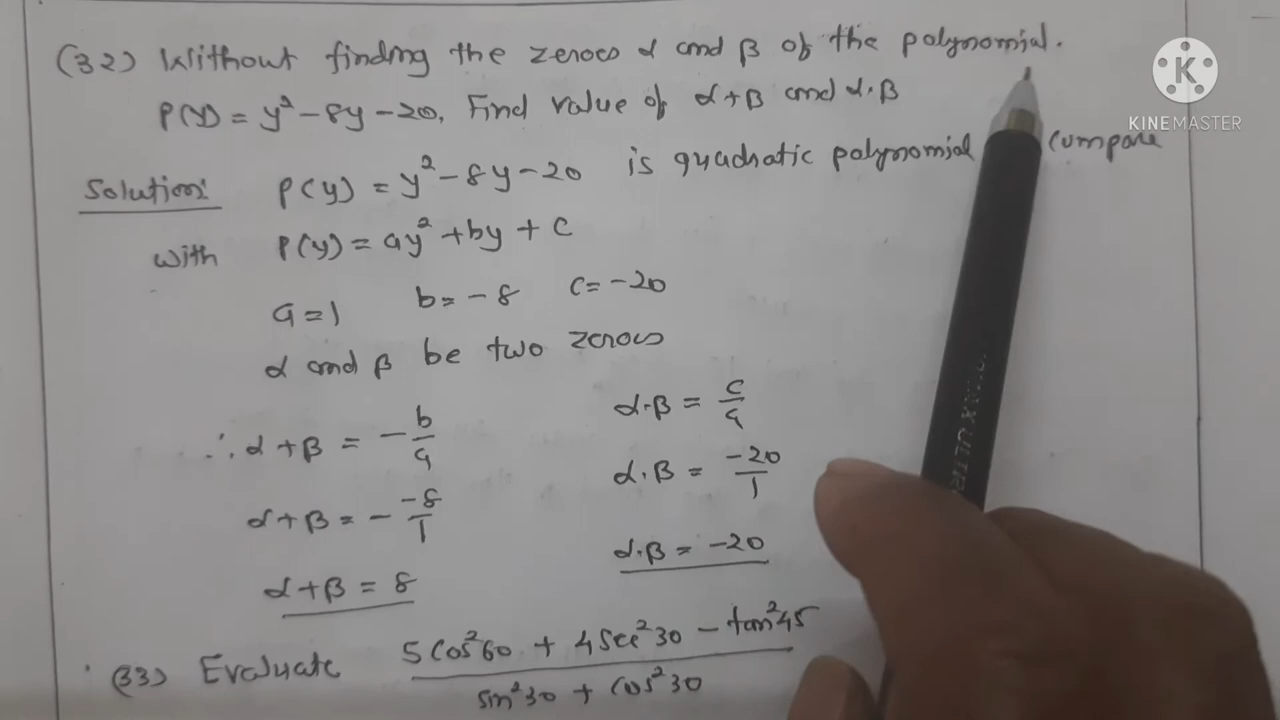 (32) Without finding the zeroes α and β of the polynomial.
P(y) = y² - 8y - 20, Find value of α+β and α.β
Solution: P(y) = y² - 8y - 20 is quadratic polynomial compare
with P(y) = ay² + by + c
a = 1 b = -8 c = -20
α and β be two zeroes
∴ α + β = - b/a α.β = c/a
α + β = - -8/1 α.β = -20/1
α + β = 8 α.β = -20
(33) Evaluate 5 cos²60 + 4 sec²30 - tan²45 / sin²30 + cos²30
K
KINEMASTER